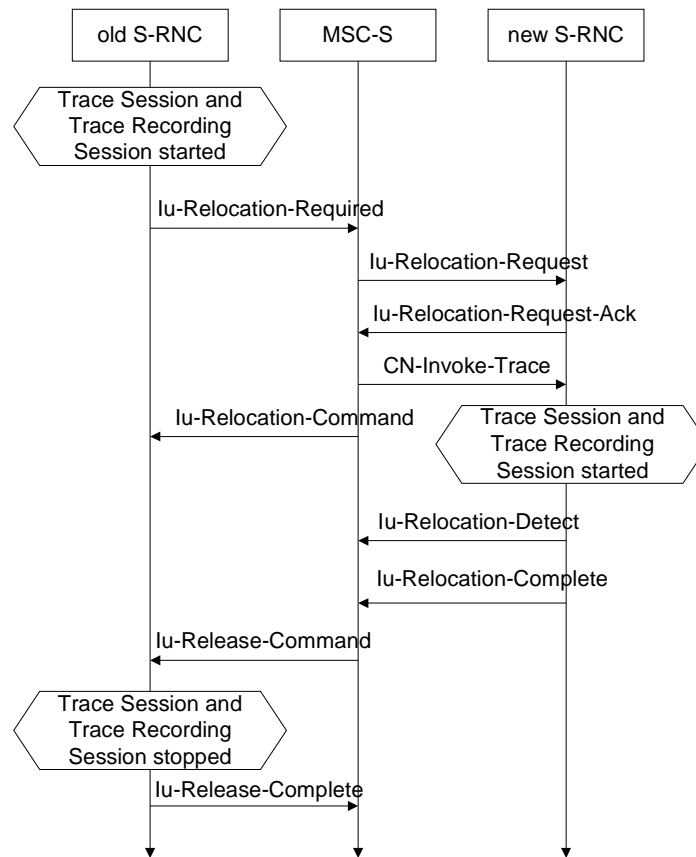 old S-RNC
MSC-S
new S-RNC
Trace Session and
Trace Recording
Session started
Iu-Relocation-Required
Iu-Relocation-Request
Iu-Relocation-Request-Ack
CN-Invoke-Trace
Iu-Relocation-Command
Trace Session and
Trace Recording
Session started
Iu-Relocation-Detect
Iu-Relocation-Complete
Iu-Release-Command
Trace Session and
Trace Recording
Session stopped
Iu-Release-Complete